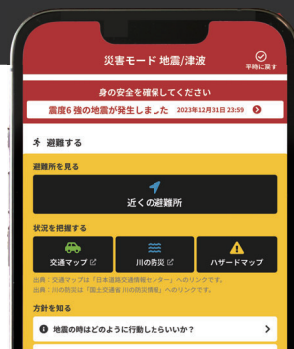 災害モード 地震/津波
平時に戻す
身の安全を確保してください
震度6 強の地震が発生しました 2023年12月31日 23:59
避難する
避難所を見る
近くの避難所
状況を把握する
交通マップ
川の防災
ハザードマップ
出典：交通マップは「日本道路交通情報センター」へのリンクです。
出典：川の防災は「国土交通省 川の防災情報」へのリンクです。
方針を知る
地震の時はどのように行動したらいいか？